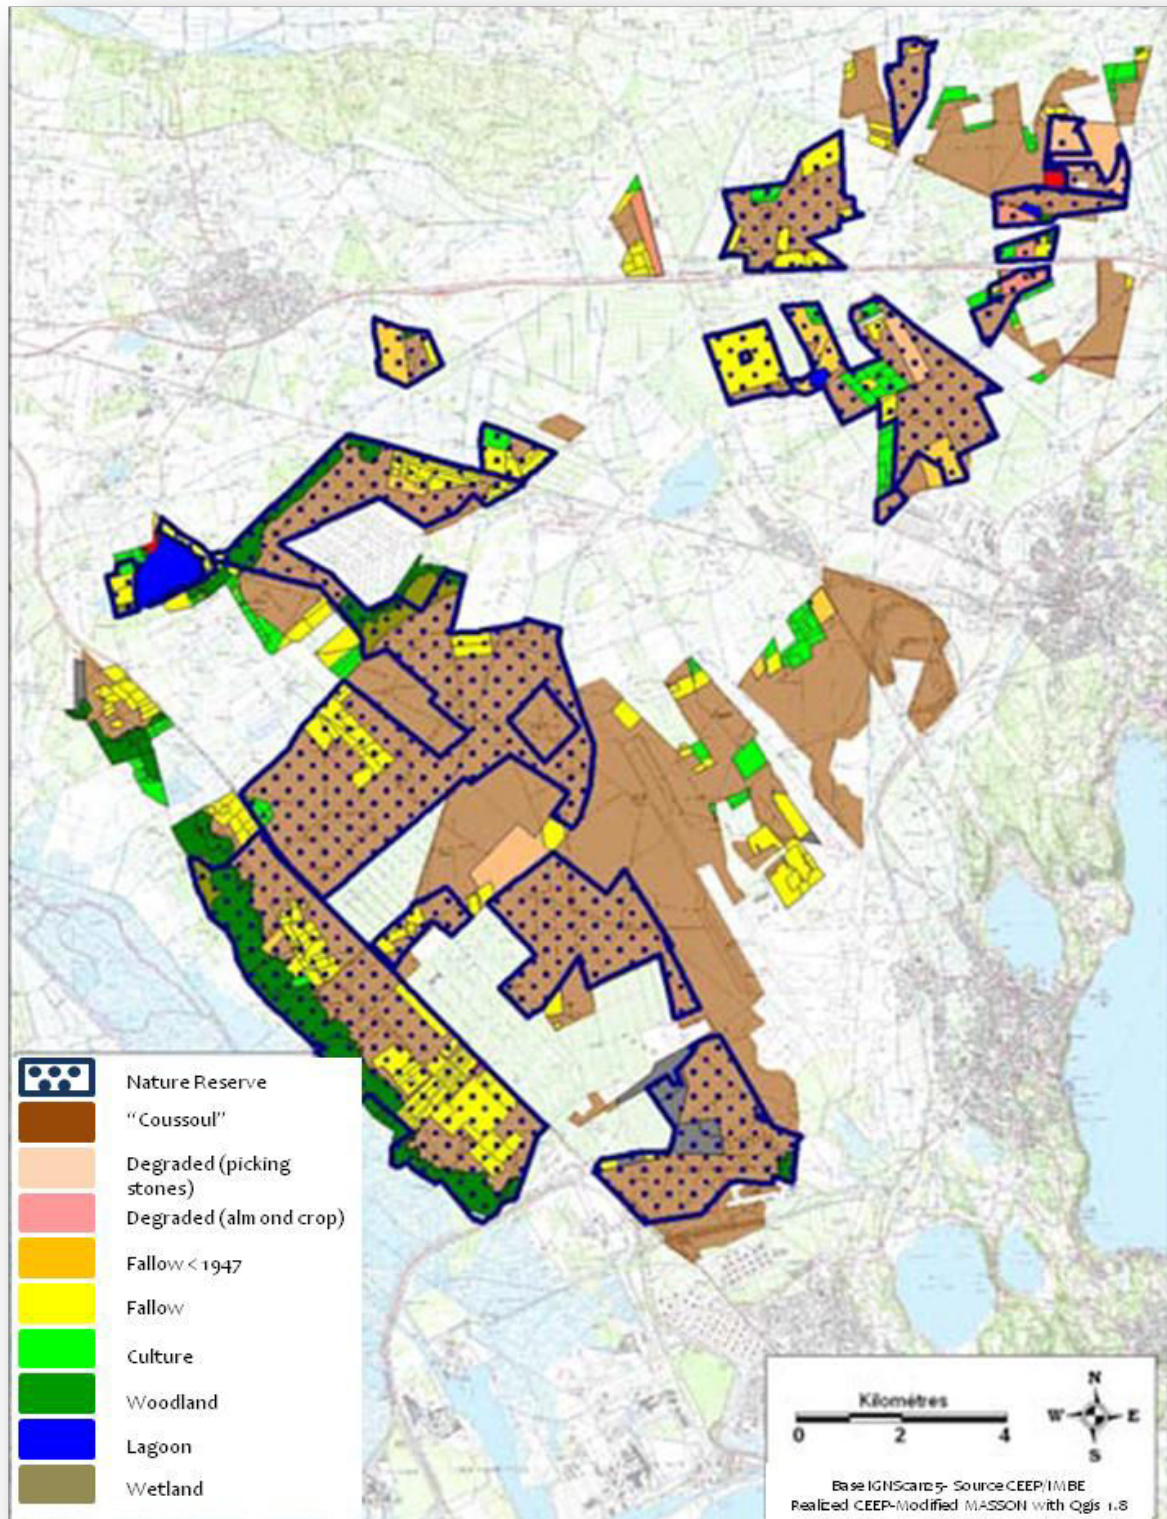 Nature Reserve
“Coussoul”
Degraded (picking
stones)
Degraded (almond crop)
Fallow < 1947
Fallow
Culture
Woodland
Lagoon
Wetland
Kilométres
0 2 4
N
W E
S
Base IGNScan25- Source CEEP/IMBE
Realized CEEP-Modified MASSON with Qgis 1.8